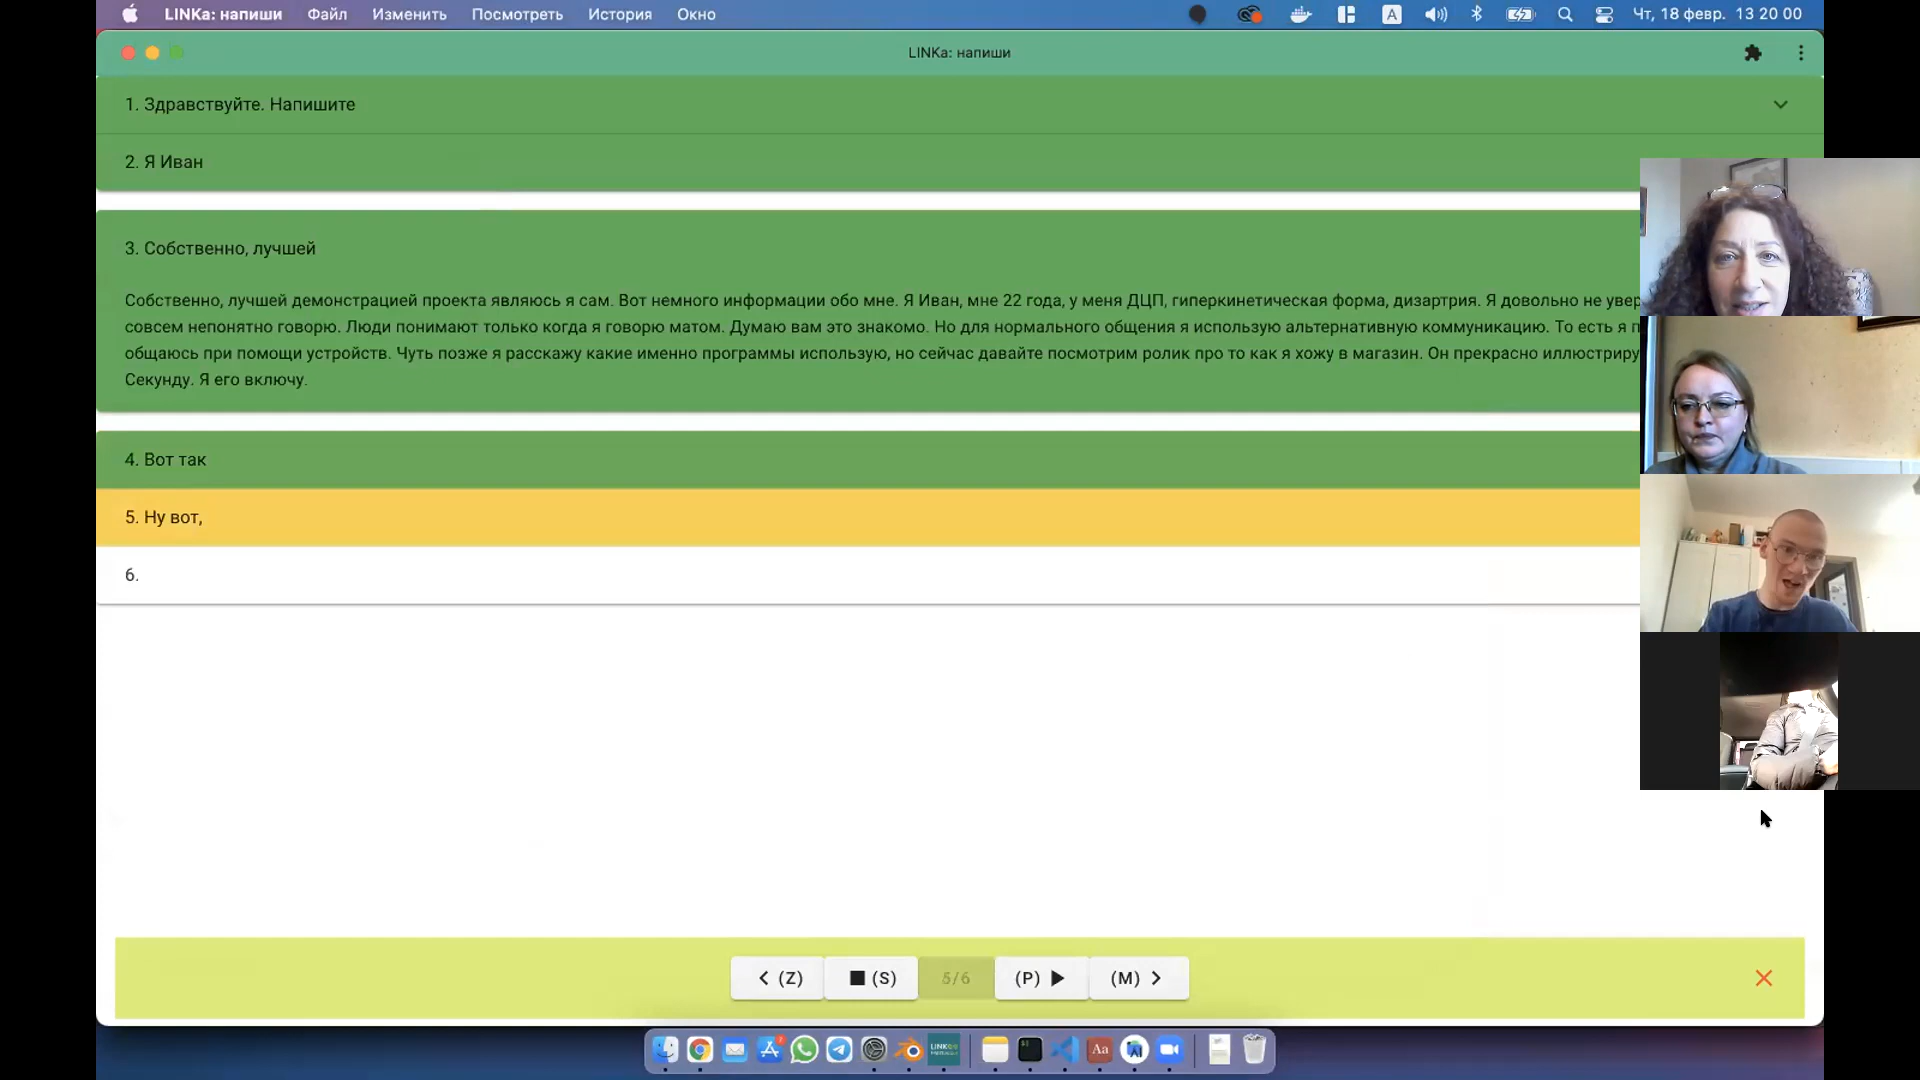 LINKa: напиши Файл Изменить Посмотреть История Окно A Чт, 18 февр. 13 20 00
LINKa: напиши
1. Здравствуйте. Напишите
2. Я Иван
3. Собственно, лучшей
Собственно, лучшей демонстрацией проекта являюсь я сам. Вот немного информации обо мне. Я Иван, мне 22 года, у меня ДЦП, гиперкинетическая форма, дизартрия. Я довольно не
совсем непонятно говорю. Люди понимают только когда я говорю матом. Думаю вам это знакомо. Но для нормального общения я использую альтернативную коммуникацию. То есть я
общаюсь при помощи устройств. Чуть позже я расскажу какие именно программы использую, но сейчас давайте посмотрим ролик про то как я хожу в магазин. Он прекрасно
Секунду. Я его включу.
4. Вот так
5. Ну вот,
6.
(Z) (S) 5/6 (P) (M)
LINKa Aa